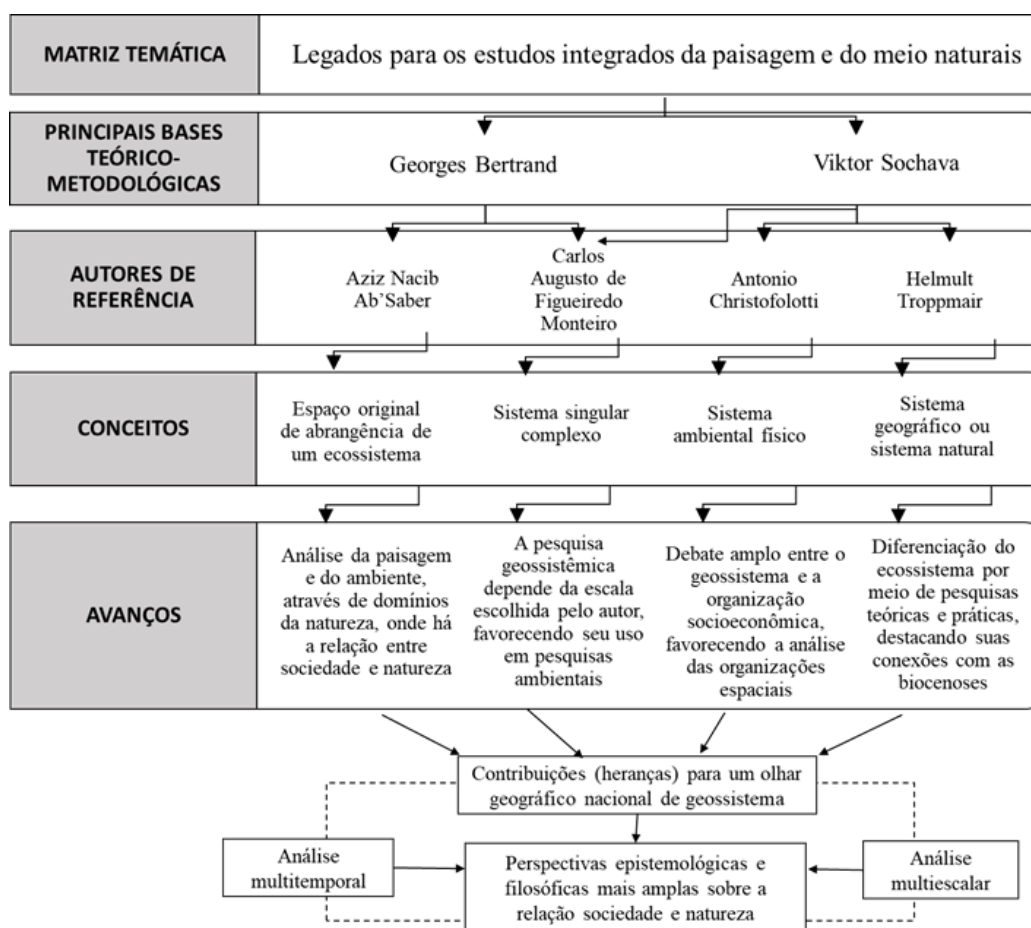 MATRIZ TEMÁTICA
Legados para os estudos integrados da paisagem e do meio naturais
PRINCIPAIS BASES
TEÓRICO-
METODOLÓGICAS
Georges Bertrand
Viktor Sochava
AUTORES DE
REFERÊNCIA
Aziz Nacib
Ab’Saber
Carlos
Augusto de
Figueiredo
Monteiro
Antonio
Christofolotti
Helmult
Troppmair
CONCEITOS
Espaço original
de abrangência de
um ecossistema
Sistema singular
complexo
Sistema
ambiental físico
Sistema
geográfico ou
sistema natural
AVANÇOS
Análise da paisagem
e do ambiente,
através de domínios
da natureza, onde há
a relação entre
sociedade e natureza
A pesquisa
geossistêmica
depende da escala
escolhida pelo autor,
favorecendo seu uso
em pesquisas
ambientais
Debate amplo entre o
geossistema e a
organização
socioeconômica,
favorecendo a análise
das organizações
espaciais
Diferenciação do
ecossistema por
meio de pesquisas
teóricas e práticas,
destacando suas
conexões com as
biocenoses
Contribuições (heranças) para um olhar
geográfico nacional de geossistema
Análise
multitemporal
Perspectivas epistemológicas e
filosóficas mais amplas sobre a
relação sociedade e natureza
Análise
multiescalar